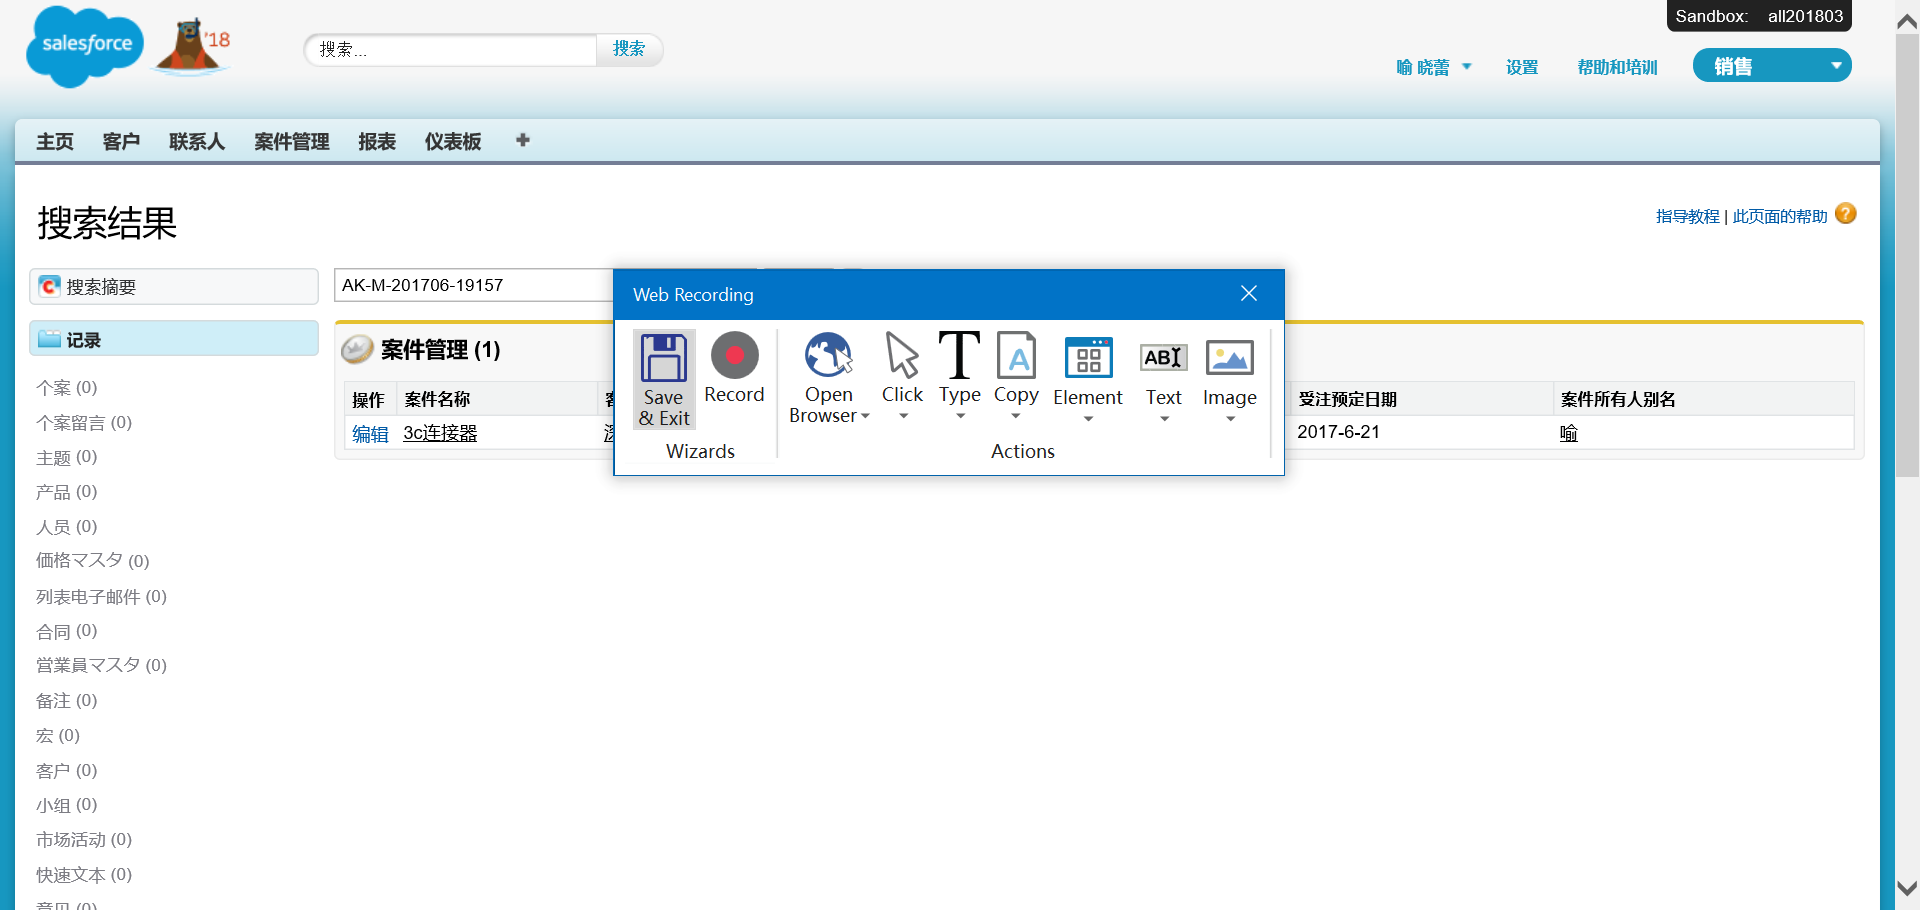 Sandbox: all201803
salesforce
'18
搜索...
搜索
喻 晓蕾
设置
帮助和培训
销售
主页
客户
联系人
案件管理
报表
仪表板
搜索结果
指导教程 | 此页面的帮助
搜索摘要
AK-M-201706-19157
记录
案件管理 (1)
操作
案件名称
受注预定日期
案件所有人别名
编辑
3c连接器
2017-6-21
喻
Web Recording
Save & Exit
Record
Wizards
Open Browser
Click
Type
Copy
Element
Text
Image
Actions
个案 (0)
个案留言 (0)
主题 (0)
产品 (0)
人员 (0)
価格マスタ (0)
列表电子邮件 (0)
合同 (0)
営業員マスタ (0)
备注 (0)
宏 (0)
客户 (0)
小组 (0)
市场活动 (0)
快速文本 (0)